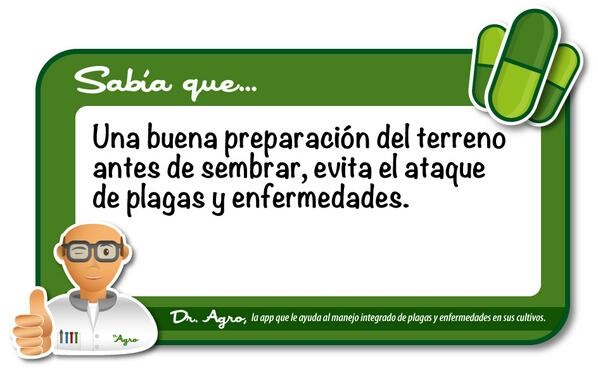 Sabía que...
Una buena preparación del terreno
antes de sembrar, evita el ataque
de plagas y enfermedades.
Dr. Agro, la app que le ayuda al manejo integrado de plagas y enfermedades en sus cultivos.
Dr. Agro